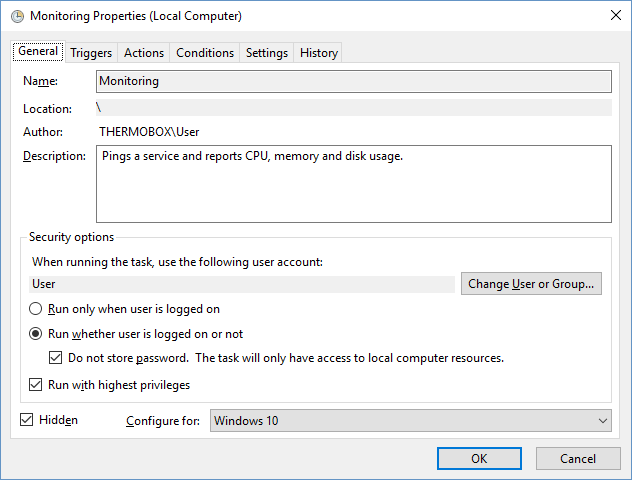 Monitoring Properties (Local Computer)
General Triggers Actions Conditions Settings History
Name: Monitoring
Location: \
Author: THERMOBOX\User
Description: Pings a service and reports CPU, memory and disk usage.
Security options
When running the task, use the following user account:
User Change User or Group...
Run only when user is logged on
Run whether user is logged on or not
Do not store password. The task will only have access to local computer resources.
Run with highest privileges
Hidden Configure for: Windows 10
OK Cancel